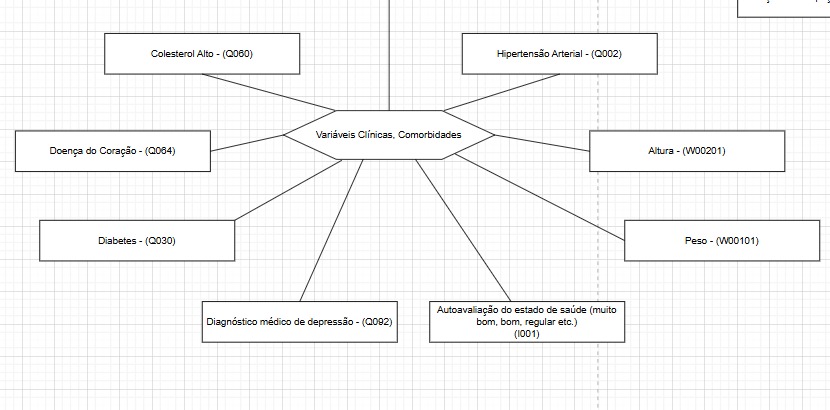 Colesterol Alto - (Q060)
Hipertensão Arterial - (Q002)
Variáveis Clínicas, Comorbidades
Doença do Coração - (Q064)
Altura - (W00201)
Diabetes - (Q030)
Peso - (W00101)
Diagnóstico médico de depressão - (Q092)
Autoavaliação do estado de saúde (muito
bom, bom, regular etc.)
(I001)